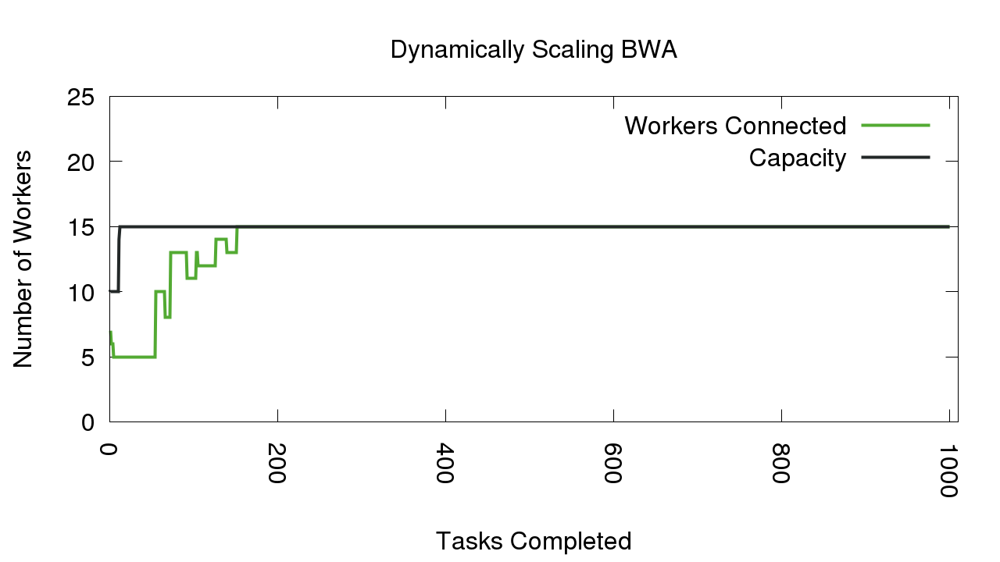 Dynamically Scaling BWA
25
20
15
10
5
0
Number of Workers
Workers Connected
Capacity
0
200
400
600
800
1000
Tasks Completed